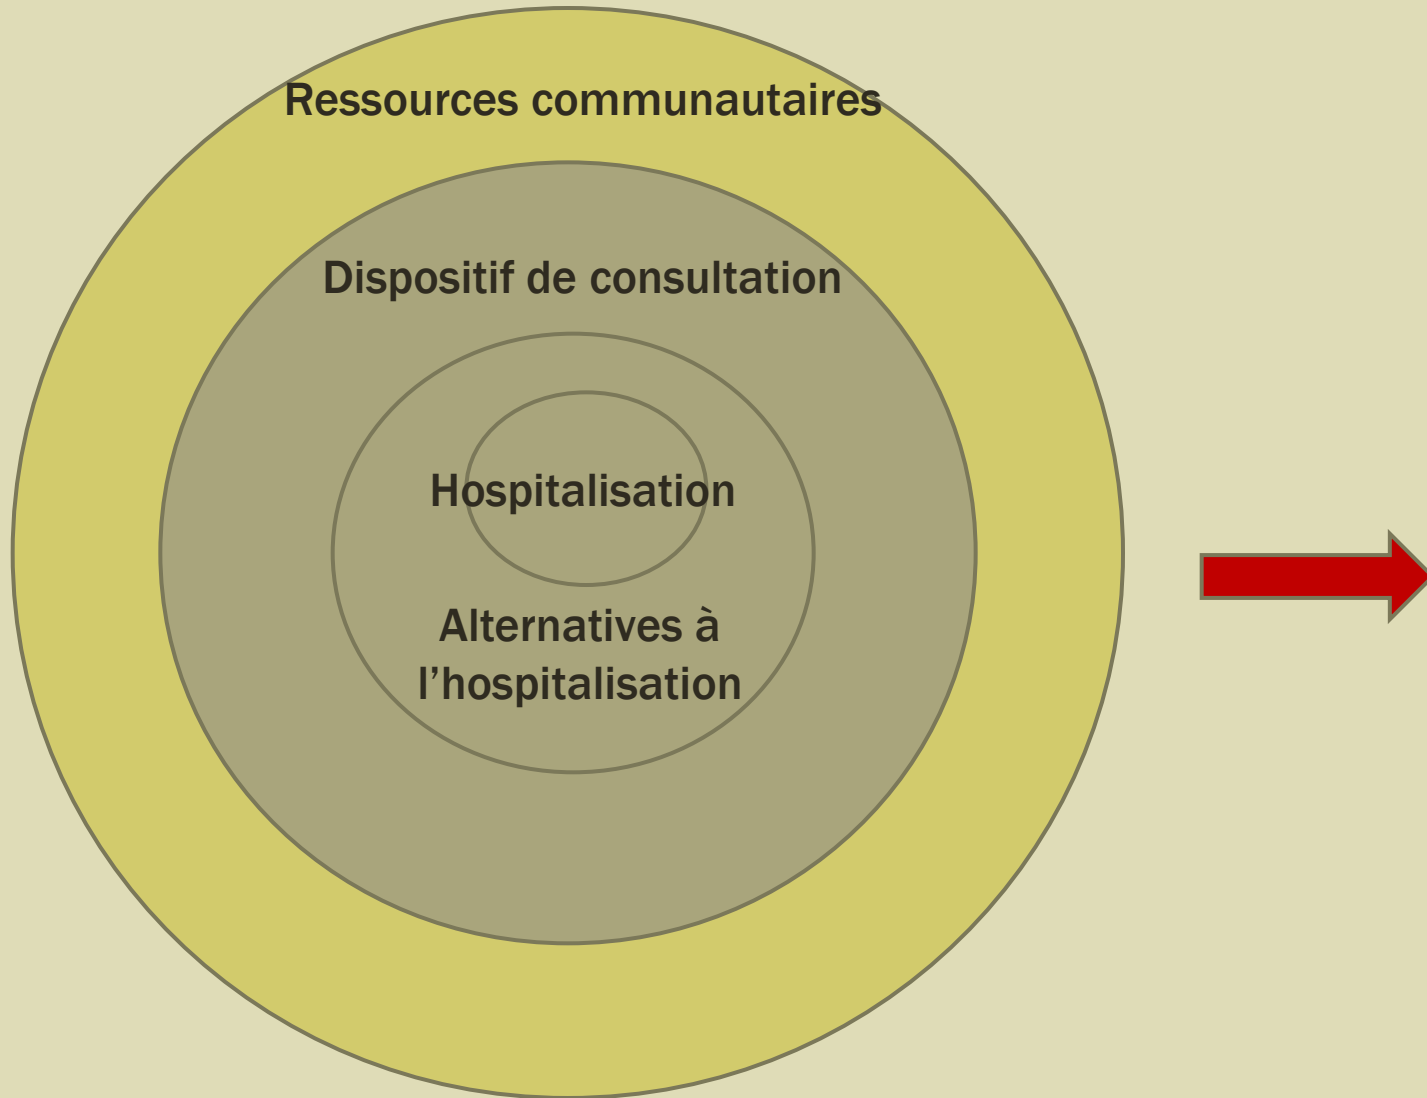 Ressources communautaires
Dispositif de consultation
Hospitalisation
Alternatives à
l’hospitalisation